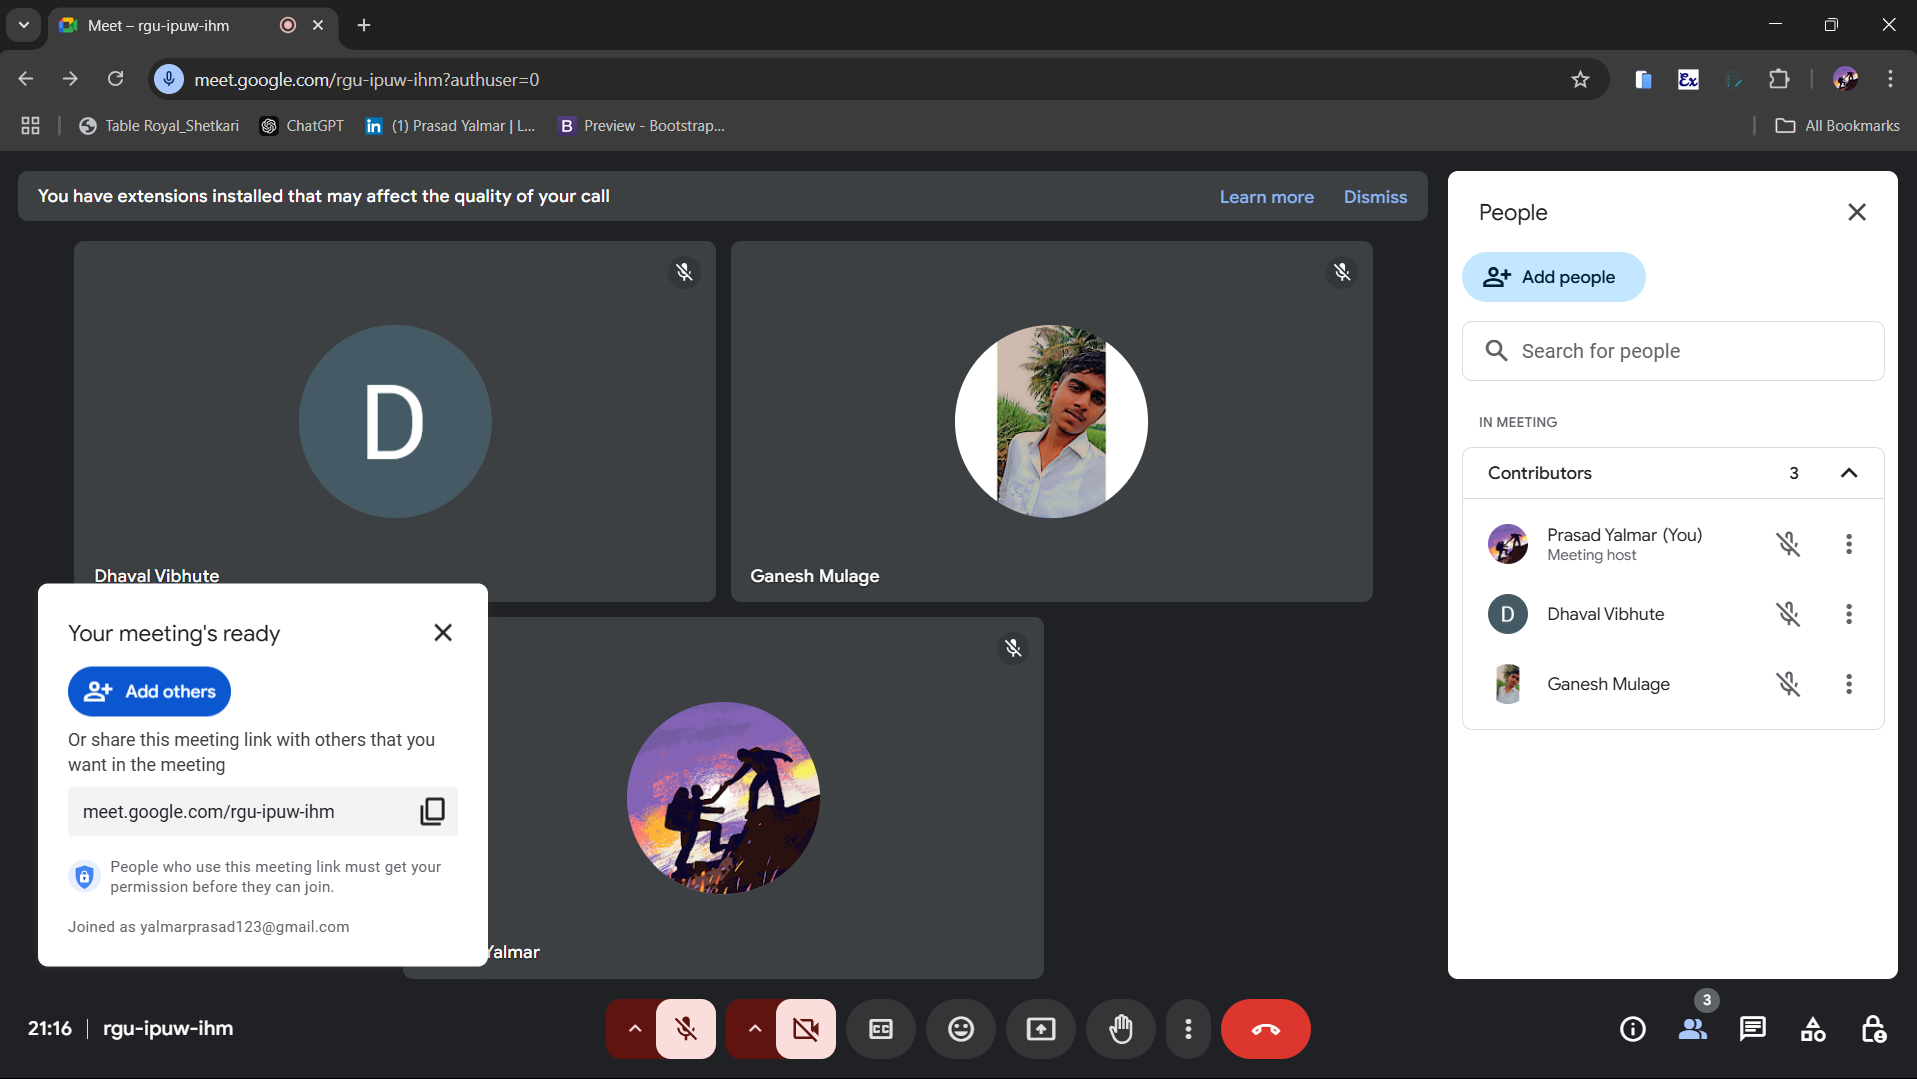 Meet – rgu-ipuw-ihm
meet.google.com/rgu-ipuw-ihm?authuser=0
Ex
Table Royal_Shetkari
ChatGPT
in (1) Prasad Yalmar | L...
B Preview - Bootstrap...
All Bookmarks
You have extensions installed that may affect the quality of your call
Learn more
Dismiss
D
Dhaval Vibhute
Ganesh Mulage
Your meeting's ready
Add others
Or share this meeting link with others that you
want in the meeting
meet.google.com/rgu-ipuw-ihm
People who use this meeting link must get your
permission before they can join.
Joined as yalmarprasad123@gmail.com
Yalmar
People
Add people
Search for people
IN MEETING
Contributors 3
Prasad Yalmar (You)
Meeting host
D Dhaval Vibhute
Ganesh Mulage
21:16 | rgu-ipuw-ihm
CC
3